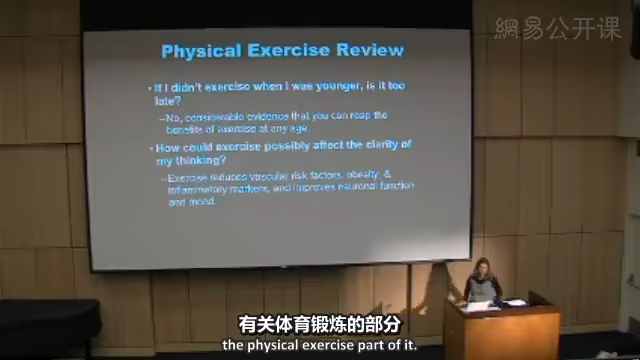 網易公开课
Physical Exercise Review
• If I didn't exercise when I was younger, is it too
late?
–No, considerable evidence that you can reap the
benefits of exercise at any age.
• How could exercise possibly affect the clarity of
my thinking?
–Exercise reduces vascular risk factors, obesity, &
inflammatory markers, and improves neuronal function
and mood.
有关体育锻炼的部分
the physical exercise part of it.